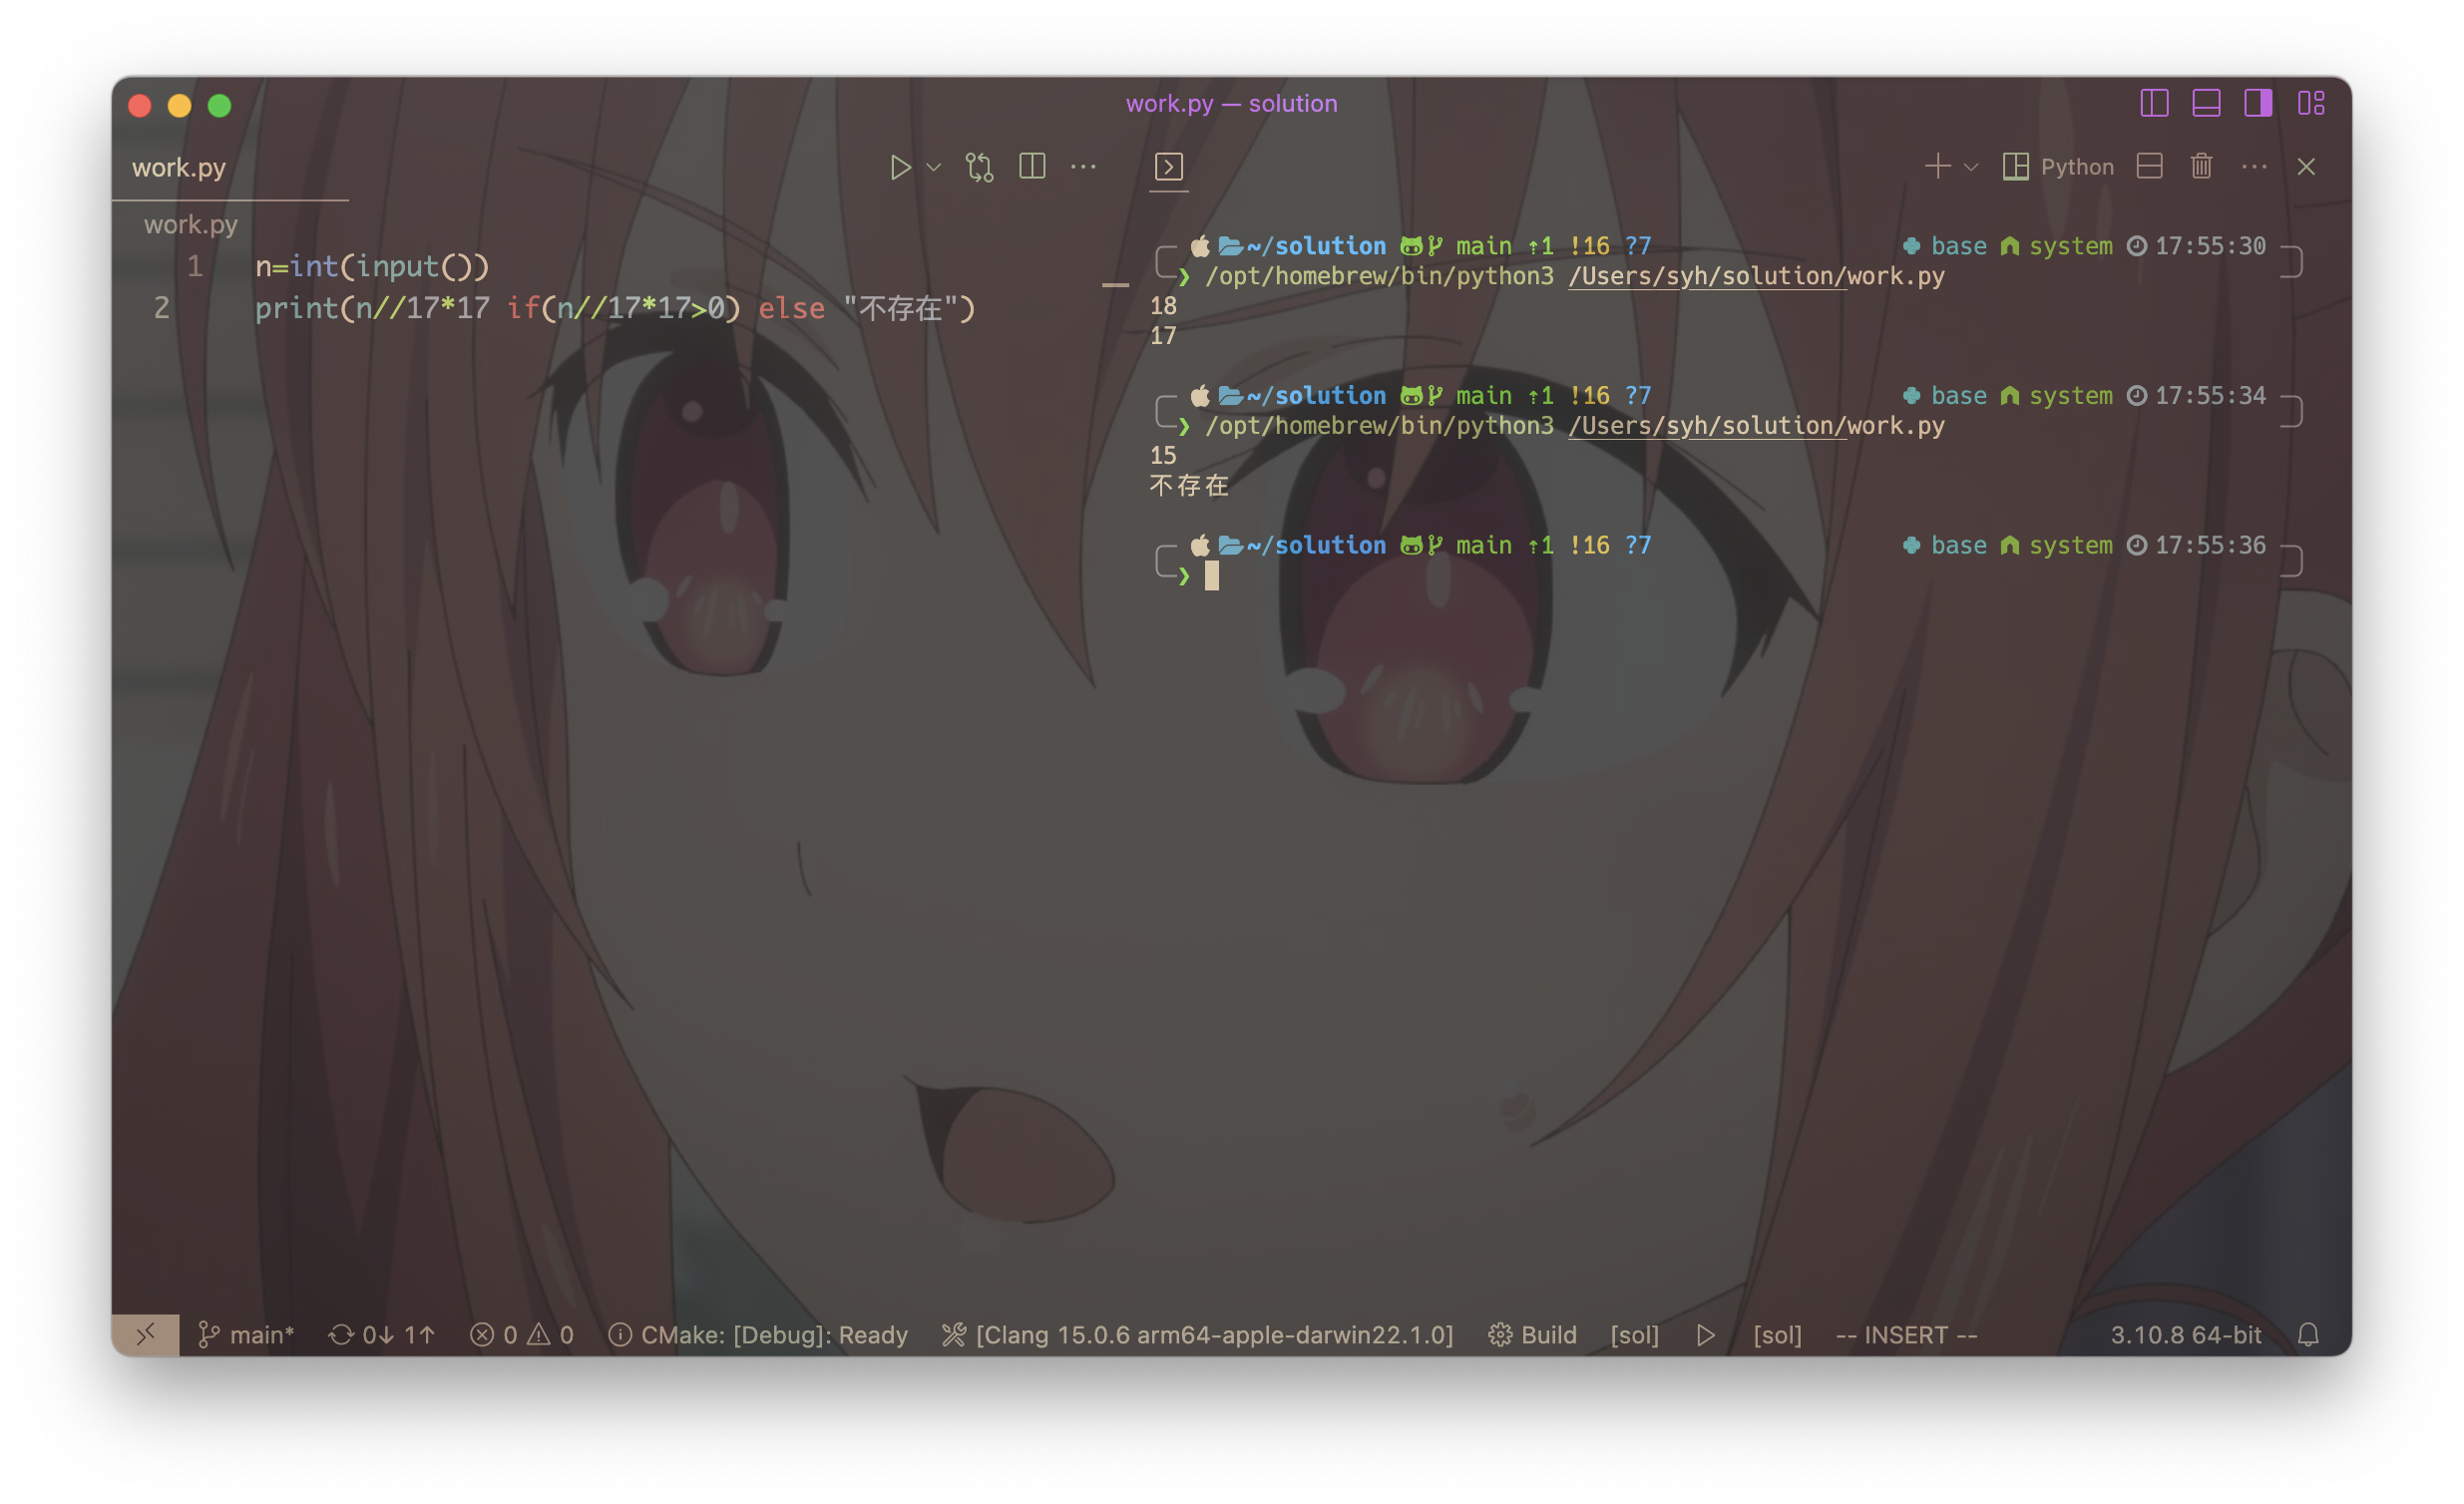 work.py — solution
work.py
Python
work.py
1 n=int(input())
2 print(n//17*17 if(n//17*17>0) else "不存在")
~/solution main ⇡1 !16 ?7 base system 17:55:30
❯ /opt/homebrew/bin/python3 /Users/syh/solution/work.py
18
17
~/solution main ⇡1 !16 ?7 base system 17:55:34
❯ /opt/homebrew/bin/python3 /Users/syh/solution/work.py
15
不存在
~/solution main ⇡1 !16 ?7 base system 17:55:36
❯
main* 0↓ 1↑ 0 0 CMake: [Debug]: Ready [Clang 15.0.6 arm64-apple-darwin22.1.0] Build [sol] [sol] -- INSERT -- 3.10.8 64-bit